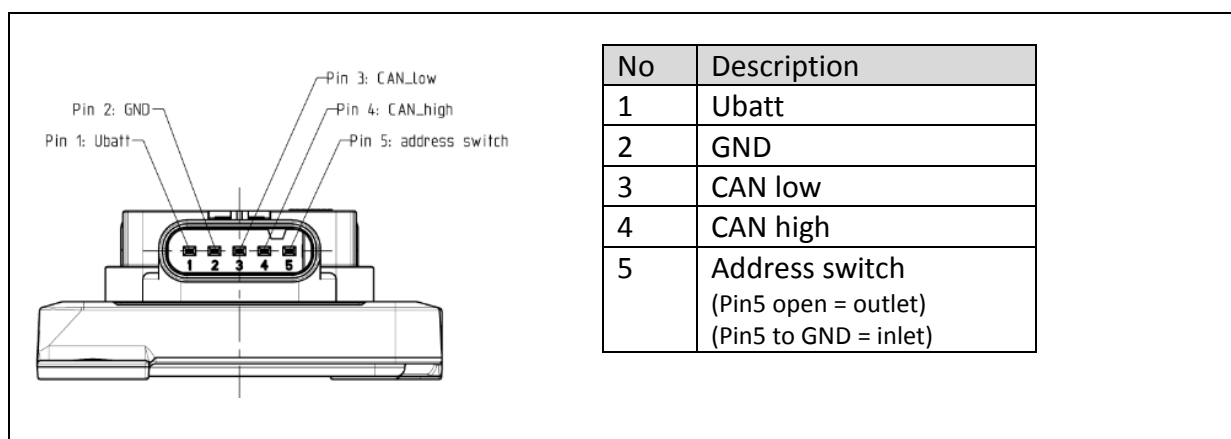 Pin 3: CAN_low
Pin 2: GND
Pin 4: CAN_high
Pin 1: Ubatt
Pin 5: address switch
1 2 3 4 5
No Description
1 Ubatt
2 GND
3 CAN low
4 CAN high
5 Address switch
(Pin5 open = outlet)
(Pin5 to GND = inlet)